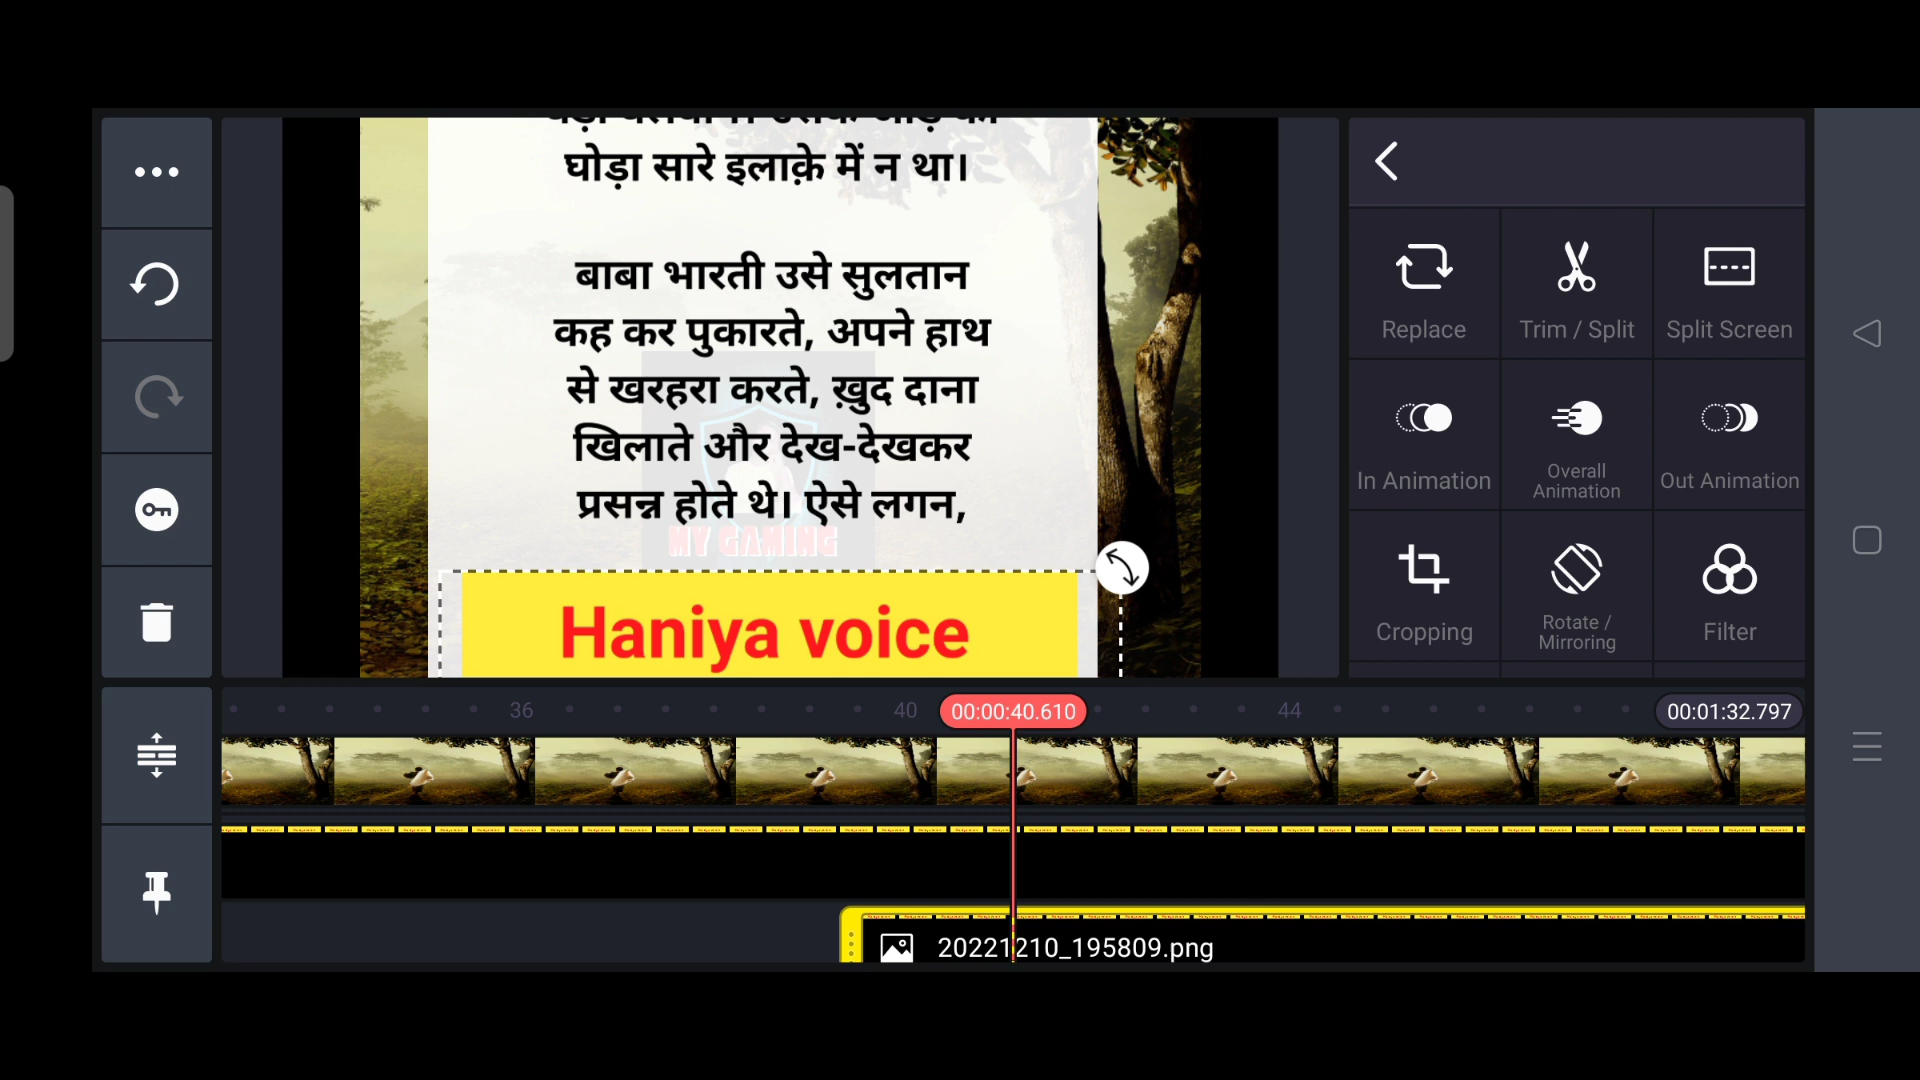 घोड़ा सारे इलाक़े में न था।
बाबा भारती उसे सुलतान
कह कर पुकारते, अपने हाथ
से खरहरा करते, ख़ुद दाना
खिलाते और देख-देखकर
प्रसन्न होते थे। ऐसे लगन,
MY GAMING
Haniya voice
Replace
Trim / Split
Split Screen
In Animation
Overall
Animation
Out Animation
Cropping
Rotate /
Mirroring
Filter
36
40
00:00:40.610
44
00:01:32.797
20221210_195809.png